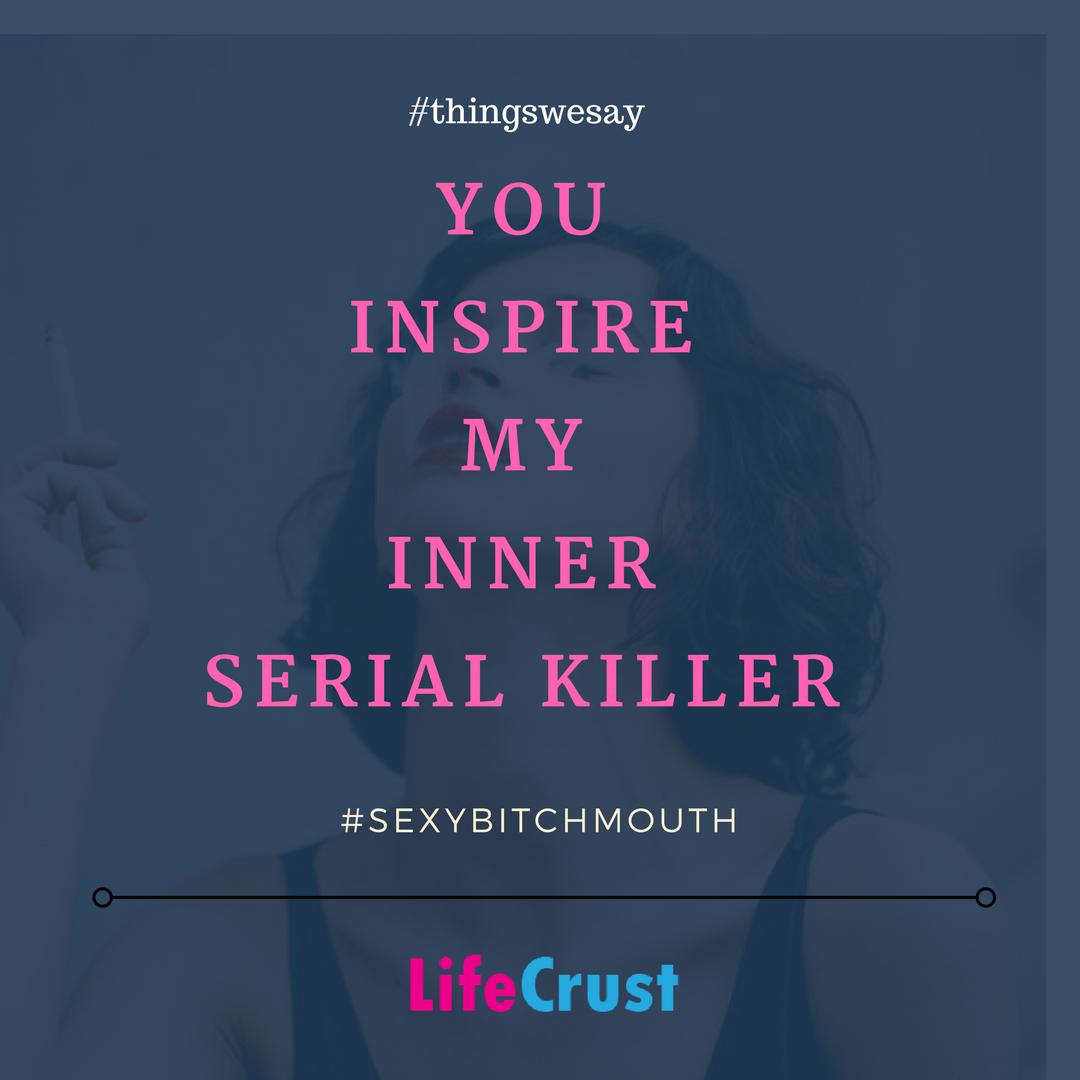 #thingswesay
YOU
INSPIRE
MY
INNER
SERIAL KILLER
#SEXYBITCHMOUTH
LifeCrust